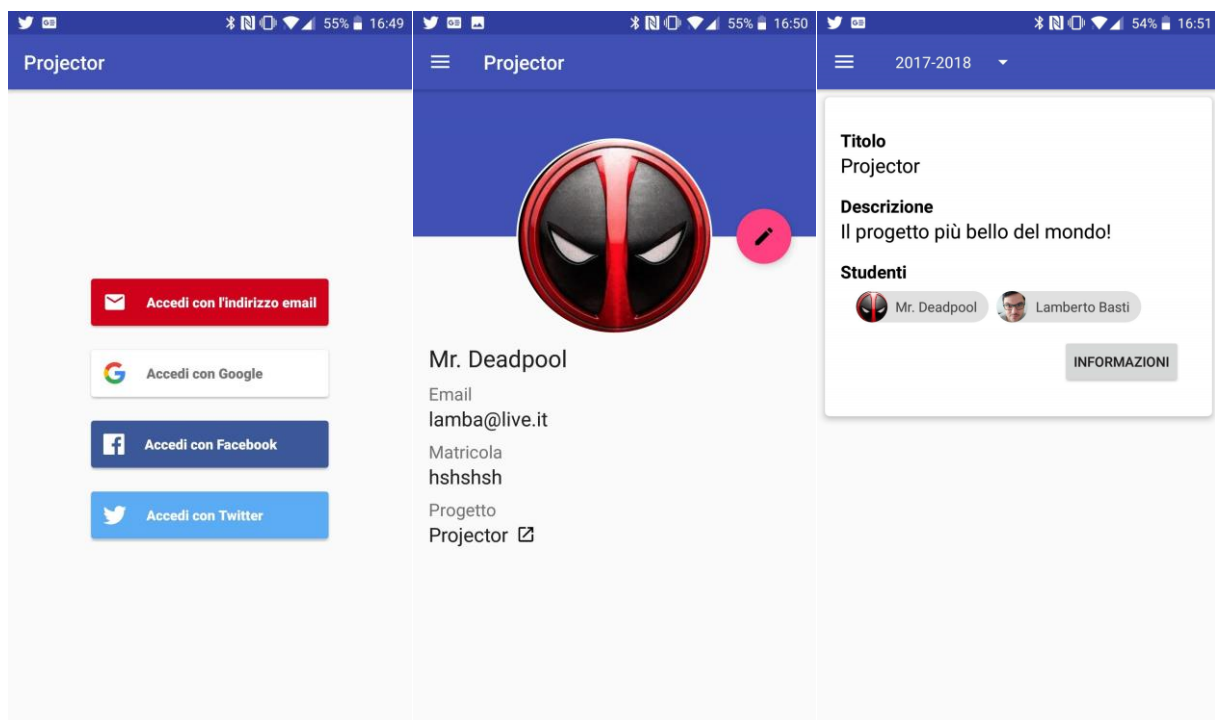 55% 16:49
Projector
Accedi con l'indirizzo email
Accedi con Google
Accedi con Facebook
Accedi con Twitter
55% 16:50
Projector
Mr. Deadpool
Email
lamba@live.it
Matricola
hshshsh
Progetto
Projector
54% 16:51
2017-2018
Titolo
Projector
Descrizione
Il progetto più bello del mondo!
Studenti
Mr. Deadpool Lamberto Basti
INFORMAZIONI